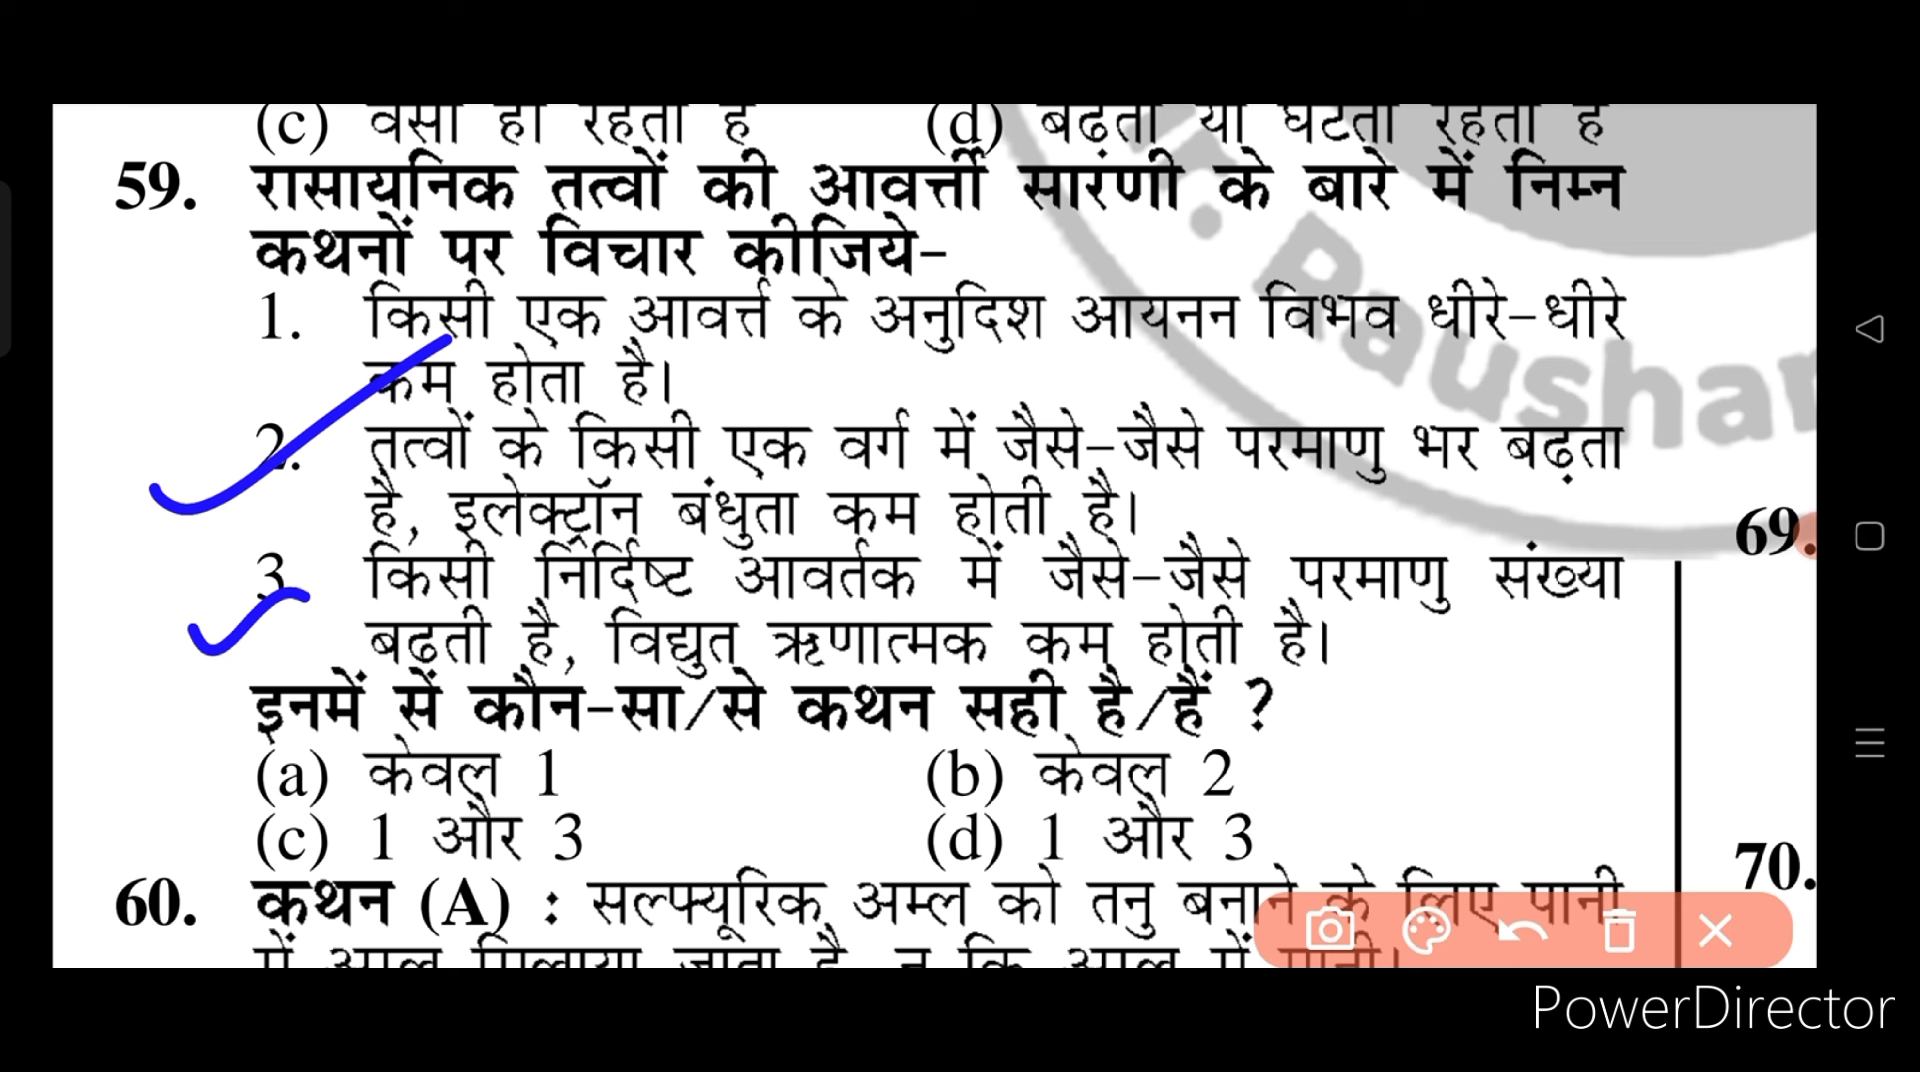 (c) वैसा ही रहता है (d) बढ़ता या घटता रहता है
59. रासायनिक तत्वों की आवर्त्ती सारणी के बारे में निम्न
कथनों पर विचार कीजिये-
1. किसी एक आवर्त्त के अनुदिश आयनन विभव धीरे-धीरे
कम होता है।
2. तत्वों के किसी एक वर्ग में जैसे-जैसे परमाणु भर बढ़ता
है, इलेक्ट्रॉन बंधुता कम होती है।
3. किसी निर्दिष्ट आवर्तक में जैसे-जैसे परमाणु संख्या
बढ़ती है, विद्युत ऋणात्मक कम होती है।
इनमें सें कौन-सा/से कथन सही है/हैं ?
(a) केवल 1 (b) केवल 2
(c) 1 और 3 (d) 1 और 3
60. कथन (A) : सल्फ्यूरिक अम्ल को तनु बनाने के लिए पानी
में अम्ल मिलाया जाता है, न कि अम्ल में पानी।
69.
70.
r. Raushan
PowerDirector